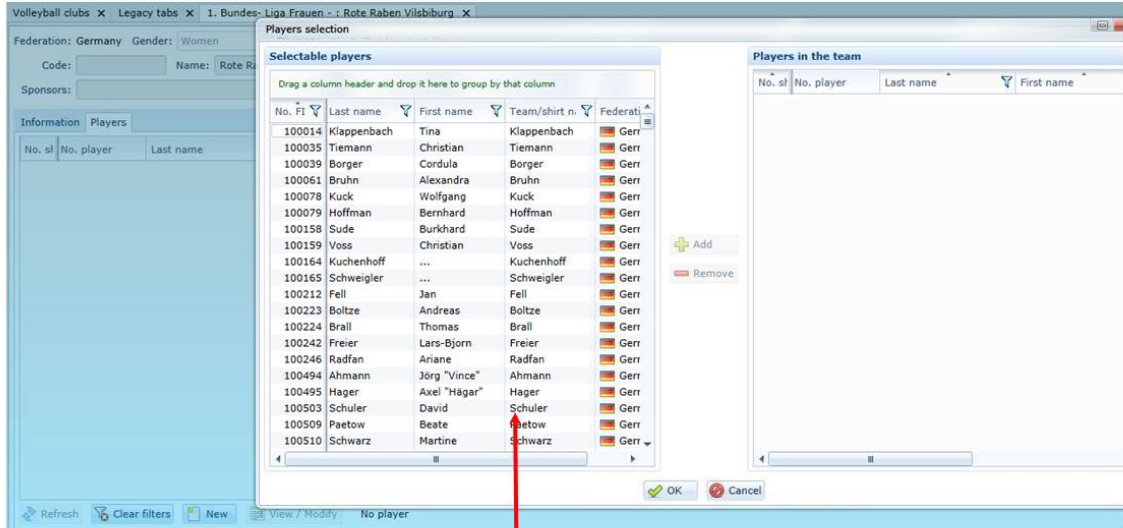 Volleyball clubs X Legacy tabs X 1. Bundes- Liga Frauen - : Rote Raben Vilsbiburg X
Federation: Germany Gender: Women
Code: Name: Rote Ra
Sponsors:
Information Players
No. sh No. player Last name
Players selection
Selectable players
Drag a column header and drop it here to group by that column
No. FI Last name First name Team/shirt n Federati
100014 Klappenbach Tina Klappenbach Gerr
100035 Tiemann Christian Tiemann Gerr
100039 Borger Cordula Borger Gerr
100061 Bruhn Alexandra Bruhn Gerr
100078 Kuck Wolfgang Kuck Gerr
100079 Hoffman Bernhard Hoffman Gerr
100158 Sude Burkhard Sude Gerr
100159 Voss Christian Voss Gerr
100164 Kuchenhoff ... Kuchenhoff Gerr
100165 Schweigler ... Schweigler Gerr
100212 Fell Jan Fell Gerr
100223 Boltze Andreas Boltze Gerr
100224 Brall Thomas Brall Gerr
100242 Freier Lars-Bjorn Freier Gerr
100246 Radfan Ariane Radfan Gerr
100494 Ahmann Jörg "Vince" Ahmann Gerr
100495 Hager Axel "Hägar" Hager Gerr
100503 Schuler David Schuler Gerr
100509 Paetow Beate Paetow Gerr
100510 Schwarz Martine Schwarz Gerr
Add
Remove
Players in the team
No. sh No. player Last name First name
OK Cancel
Refresh Clear filters New View / Modify No player